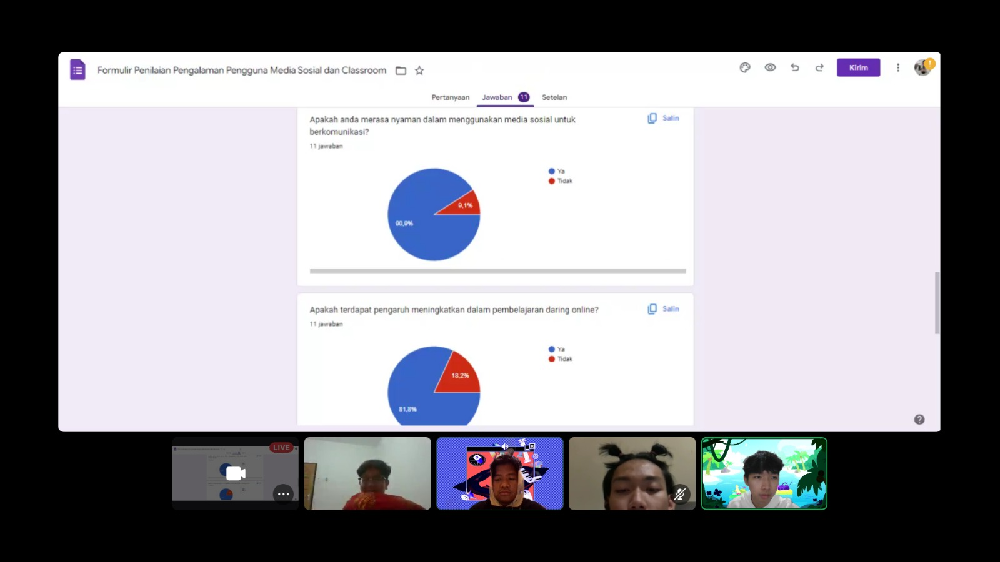 Formulir Penilaian Pengalaman Pengguna Media Sosial dan Classroom
Kirim
Pertanyaan
Jawaban 11
Setelan
Apakah anda merasa nyaman dalam menggunakan media sosial untuk
berkomunikasi?
Salin
11 jawaban
Ya
Tidak
9,1%
90,9%
Apakah terdapat pengaruh meningkatkan dalam pembelajaran daring online?
Salin
11 jawaban
Ya
Tidak
18,2%
81,8%
LIVE